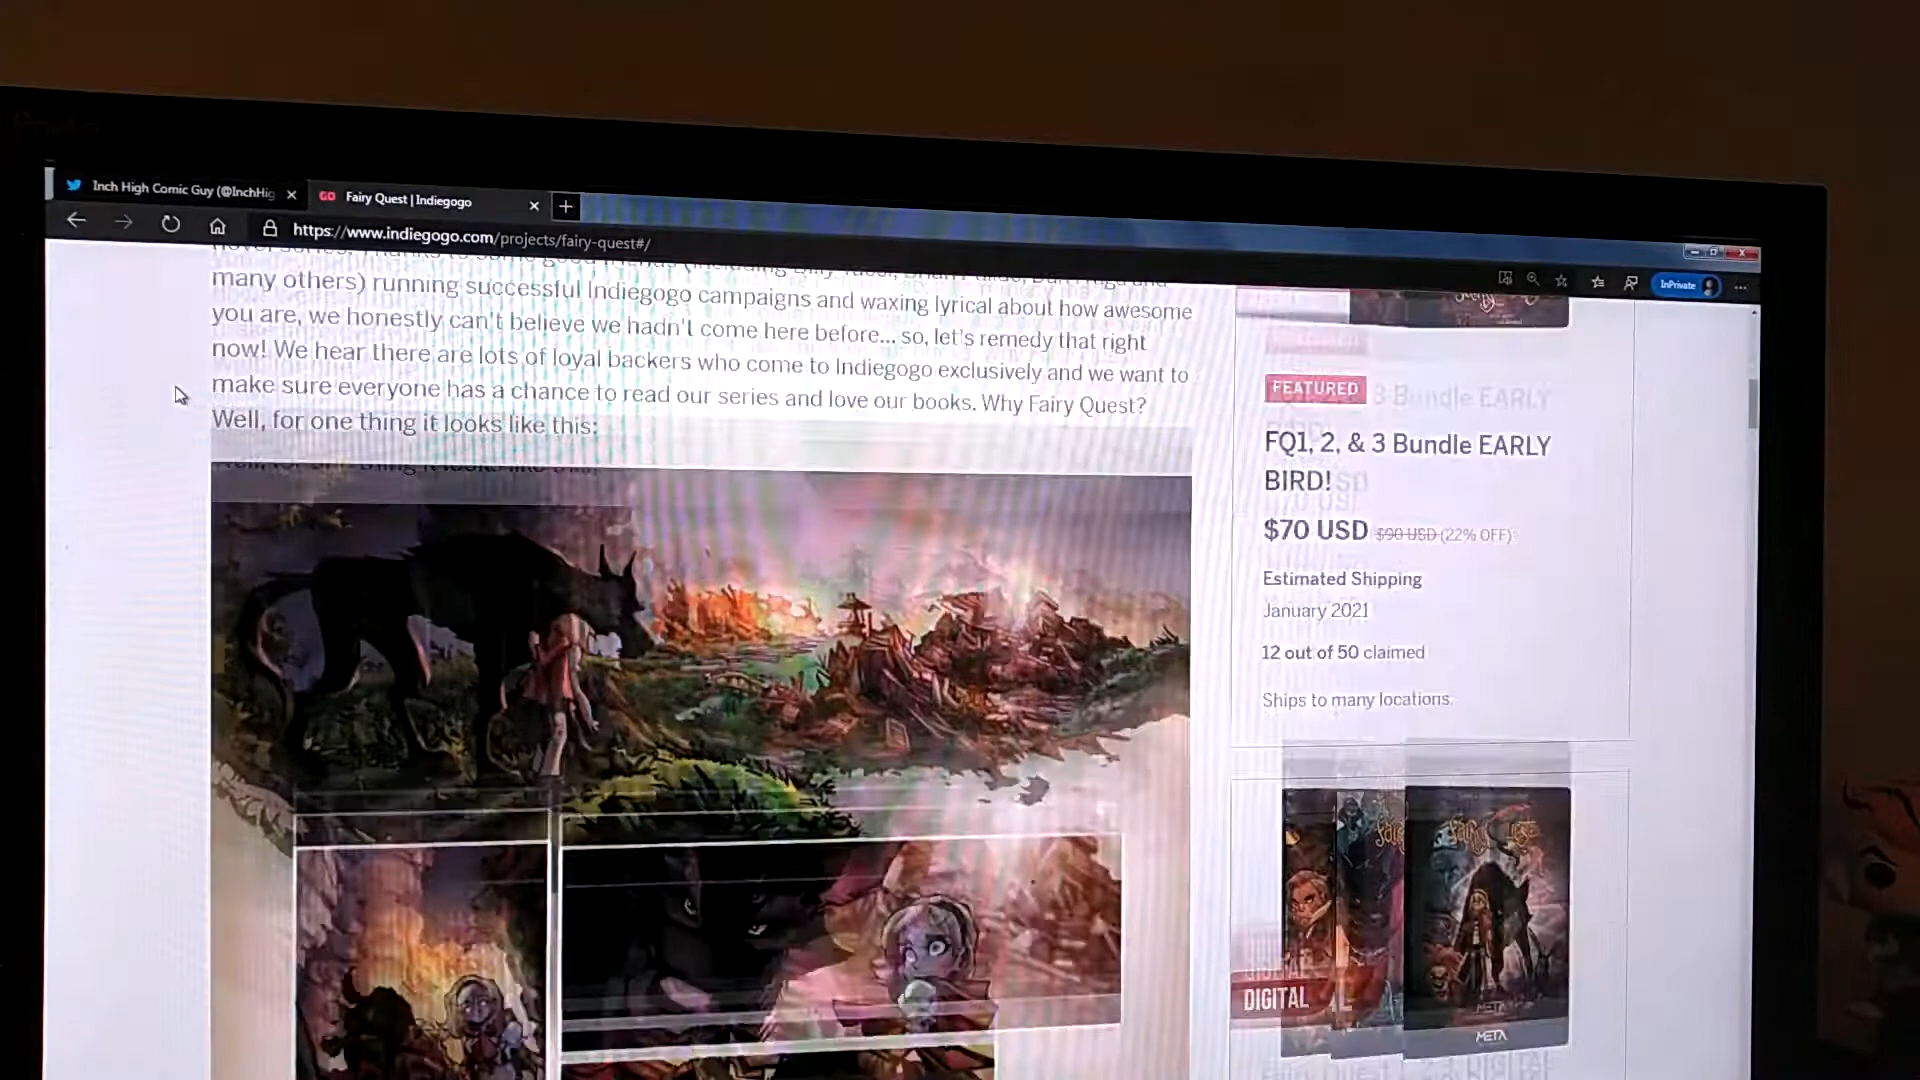 Inch High Comic Guy (@InchHig
GO Fairy Quest | Indiegogo
https://www.indiegogo.com/projects/fairy-quest#/
InPrivate
many others) running successful Indiegogo campaigns and waxing lyrical about how awesome
you are, we honestly can't believe we hadn't come here before... so, let's remedy that right
now! We hear there are lots of loyal backers who come to Indiegogo exclusively and we want to
make sure everyone has a chance to read our series and love our books. Why Fairy Quest?
Well, for one thing it looks like this:
FEATURED
FQ1, 2, & 3 Bundle EARLY
BIRD!
$70 USD $90 USD (22% OFF)
Estimated Shipping
January 2021
12 out of 50 claimed
Ships to many locations
Fairy Quest
DIGITAL
META
META